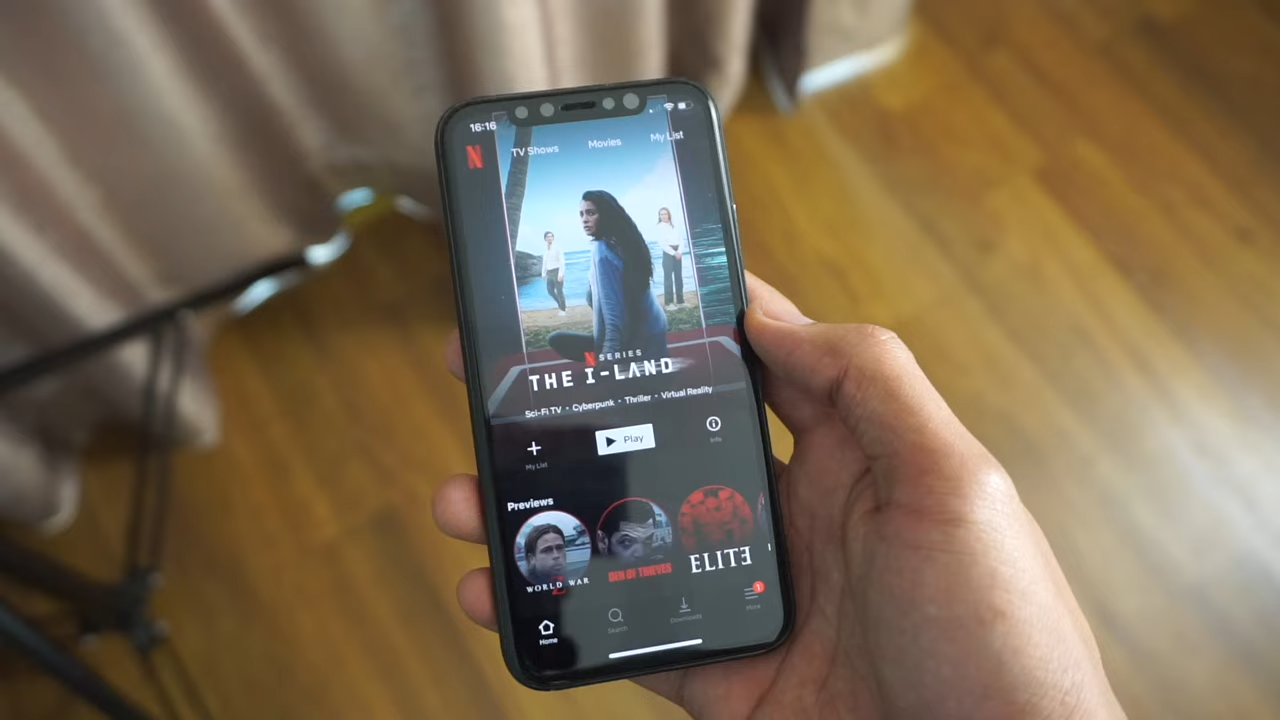 16:16
N
TV Shows
Movies
My List
N SERIES
THE I-LAND
Sci-Fi TV • Cyberpunk • Thriller • Virtual Reality
My List
Play
Info
Previews
WORLD WAR Z
DEN OF THIEVES
ELITE
Home
Search
Downloads
1
More